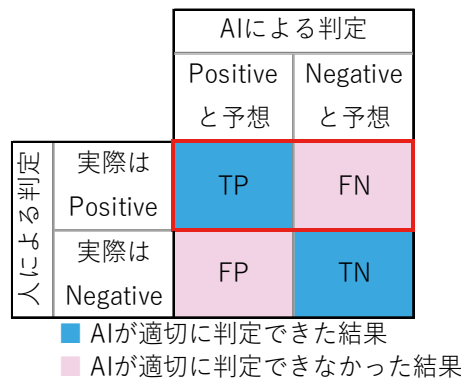 AIによる判定
Positive
と予想
Negative
と予想
人による判定
実際は
Positive
TP
FN
実際は
Negative
FP
TN
AIが適切に判定できた結果
AIが適切に判定できなかった結果